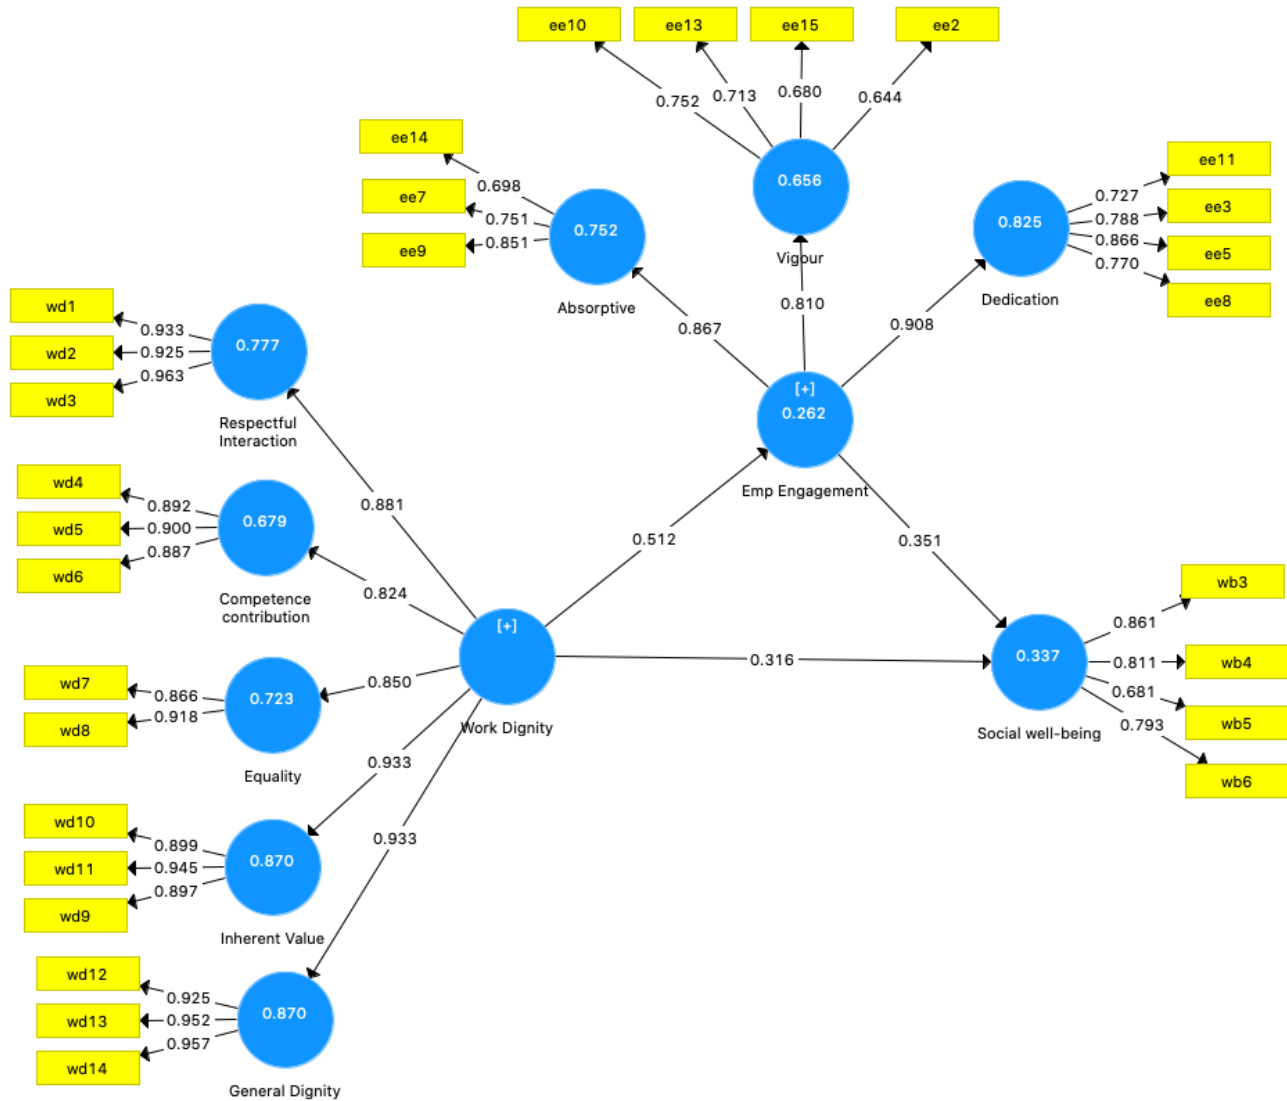 ee10
ee13
ee15
ee2
0.752
0.713
0.680
0.644
ee14
ee7
ee9
0.698
0.751
0.851
0.752
Absorptive
0.656
Vigour
0.825
Dedication
ee11
ee3
ee5
ee8
0.727
0.788
0.866
0.770
0.867
0.810
0.908
[+]
0.262
Emp Engagement
wd1
wd2
wd3
0.933
0.925
0.963
0.777
Respectful
Interaction
0.881
wd4
wd5
wd6
0.892
0.900
0.887
0.679
Competence
contribution
0.824
0.512
0.351
[+]
Work Dignity
0.316
0.337
Social well-being
wb3
wb4
wb5
wb6
0.861
0.811
0.681
0.793
wd7
wd8
0.866
0.918
0.723
Equality
0.850
0.933
0.933
wd10
wd11
wd9
0.899
0.945
0.897
0.870
Inherent Value
wd12
wd13
wd14
0.925
0.952
0.957
0.870
General Dignity